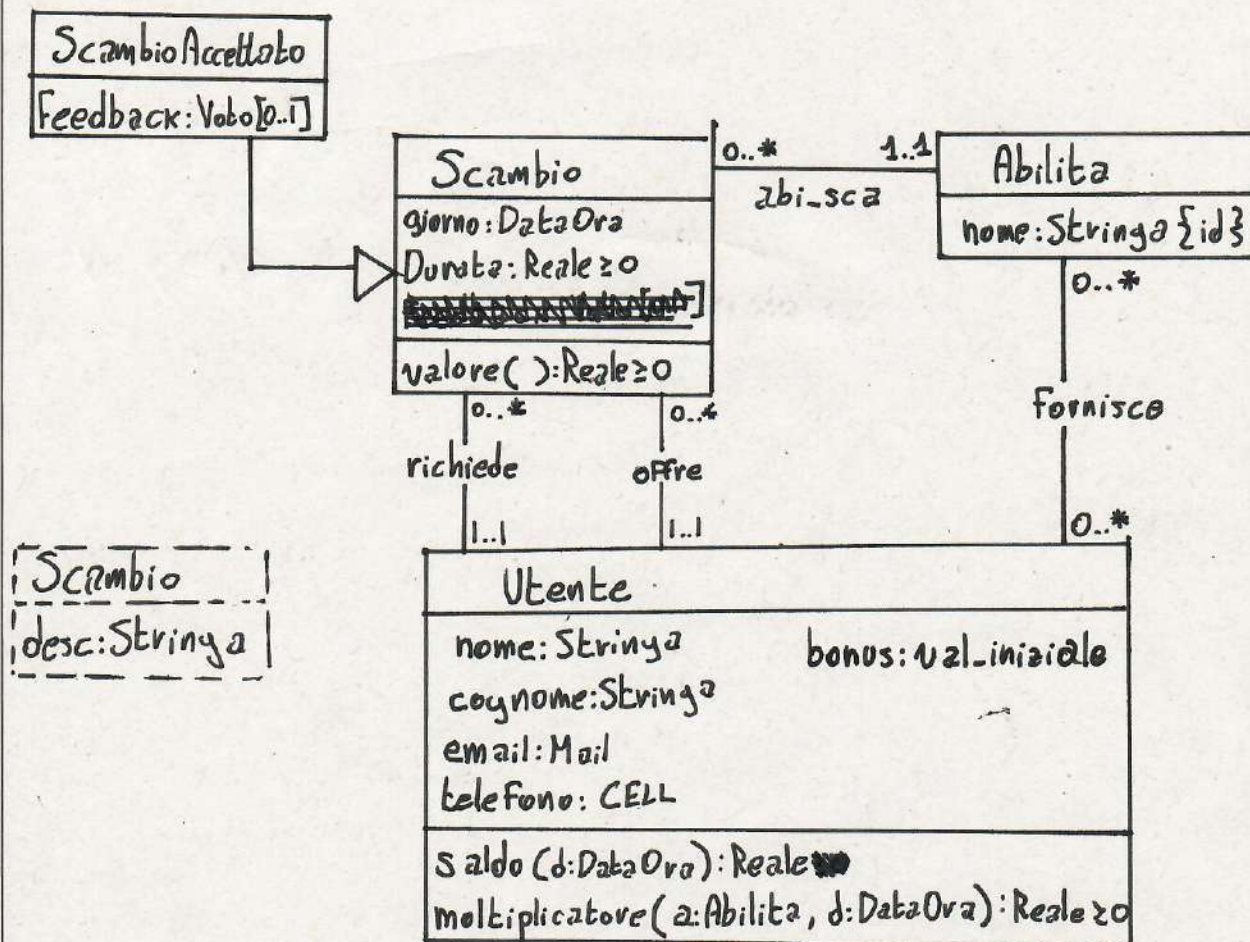 ScambioAccettato
Feedback: Voto[0..1]
Scambio
giorno: DataOra
Durata: Reale ≥ 0
valore( ): Reale ≥ 0
0..*
1..1
abi_sca
Abilita
nome: Stringa {id}
0..*
fornisce
0..*
0..*
0..*
richiede
offre
1..1
1..1
Scambio
desc: Stringa
Utente
nome: Stringa
bonus: val_iniziale
cognome: Stringa
email: Mail
telefono: CELL
saldo (d: DataOra): Reale
moltiplicatore( a: Abilita, d: DataOra): Reale ≥ 0